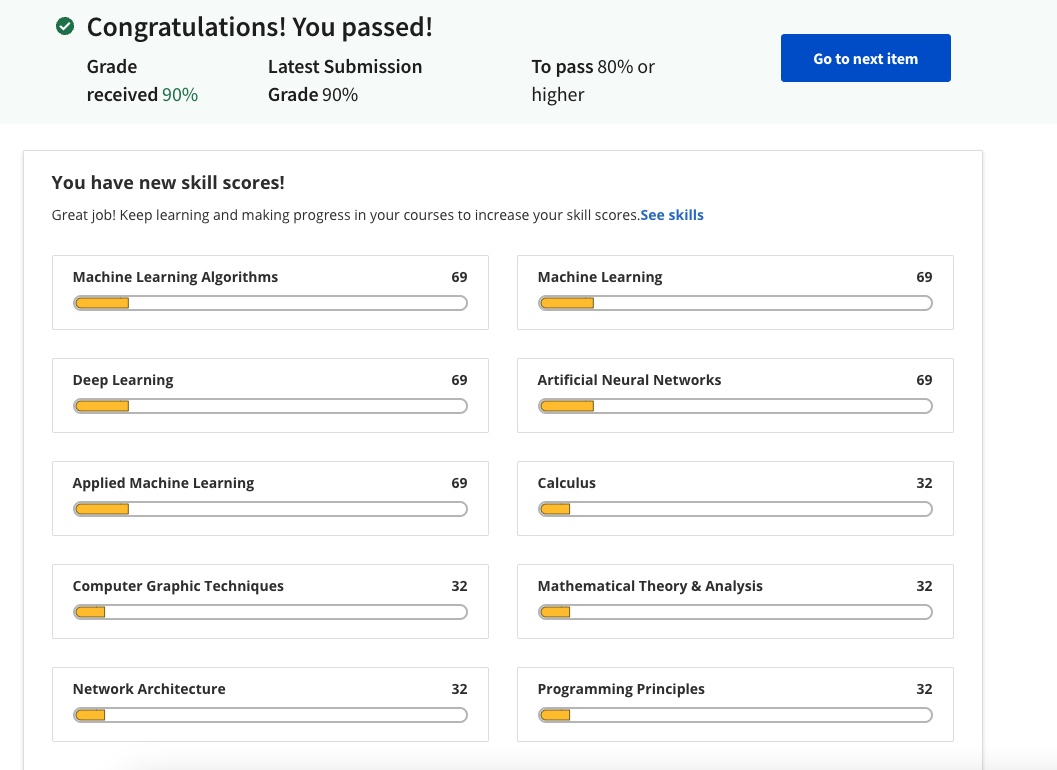 Congratulations! You passed!
Grade
received 90%
Latest Submission
Grade 90%
To pass 80% or
higher
Go to next item
You have new skill scores!
Great job! Keep learning and making progress in your courses to increase your skill scores.See skills
Machine Learning Algorithms 69
Machine Learning 69
Deep Learning 69
Artificial Neural Networks 69
Applied Machine Learning 69
Calculus 32
Computer Graphic Techniques 32
Mathematical Theory & Analysis 32
Network Architecture 32
Programming Principles 32